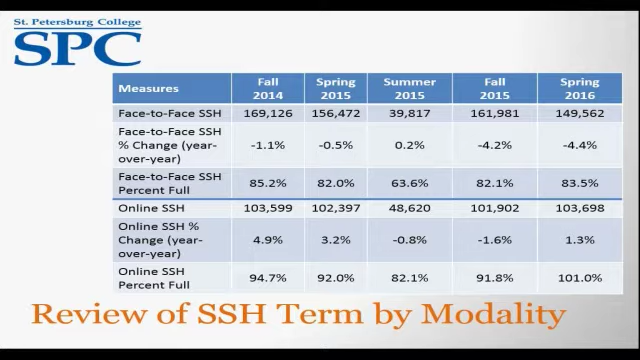 St. Petersburg College
SPC
Measures Fall 2014 Spring 2015 Summer 2015 Fall 2015 Spring 2016
Face-to-Face SSH 169,126 156,472 39,817 161,981 149,562
Face-to-Face SSH % Change (year-over-year) -1.1% -0.5% 0.2% -4.2% -4.4%
Face-to-Face SSH Percent Full 85.2% 82.0% 63.6% 82.1% 83.5%
Online SSH 103,599 102,397 48,620 101,902 103,698
Online SSH % Change (year-over-year) 4.9% 3.2% -0.8% -1.6% 1.3%
Online SSH Percent Full 94.7% 92.0% 82.1% 91.8% 101.0%
Review of SSH Term by Modality